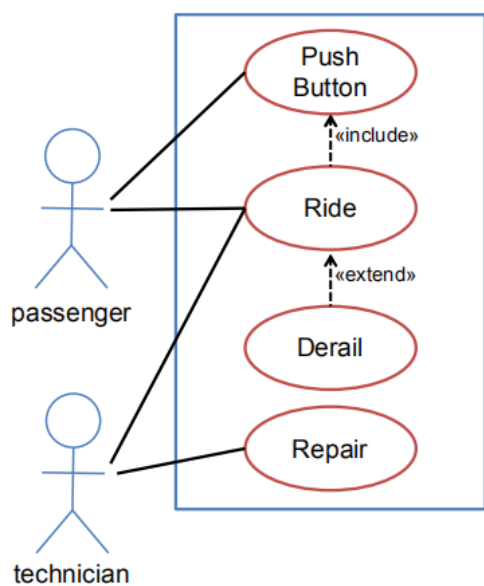 Push
Button
«include»
Ride
passenger
«extend»
Derail
Repair
technician